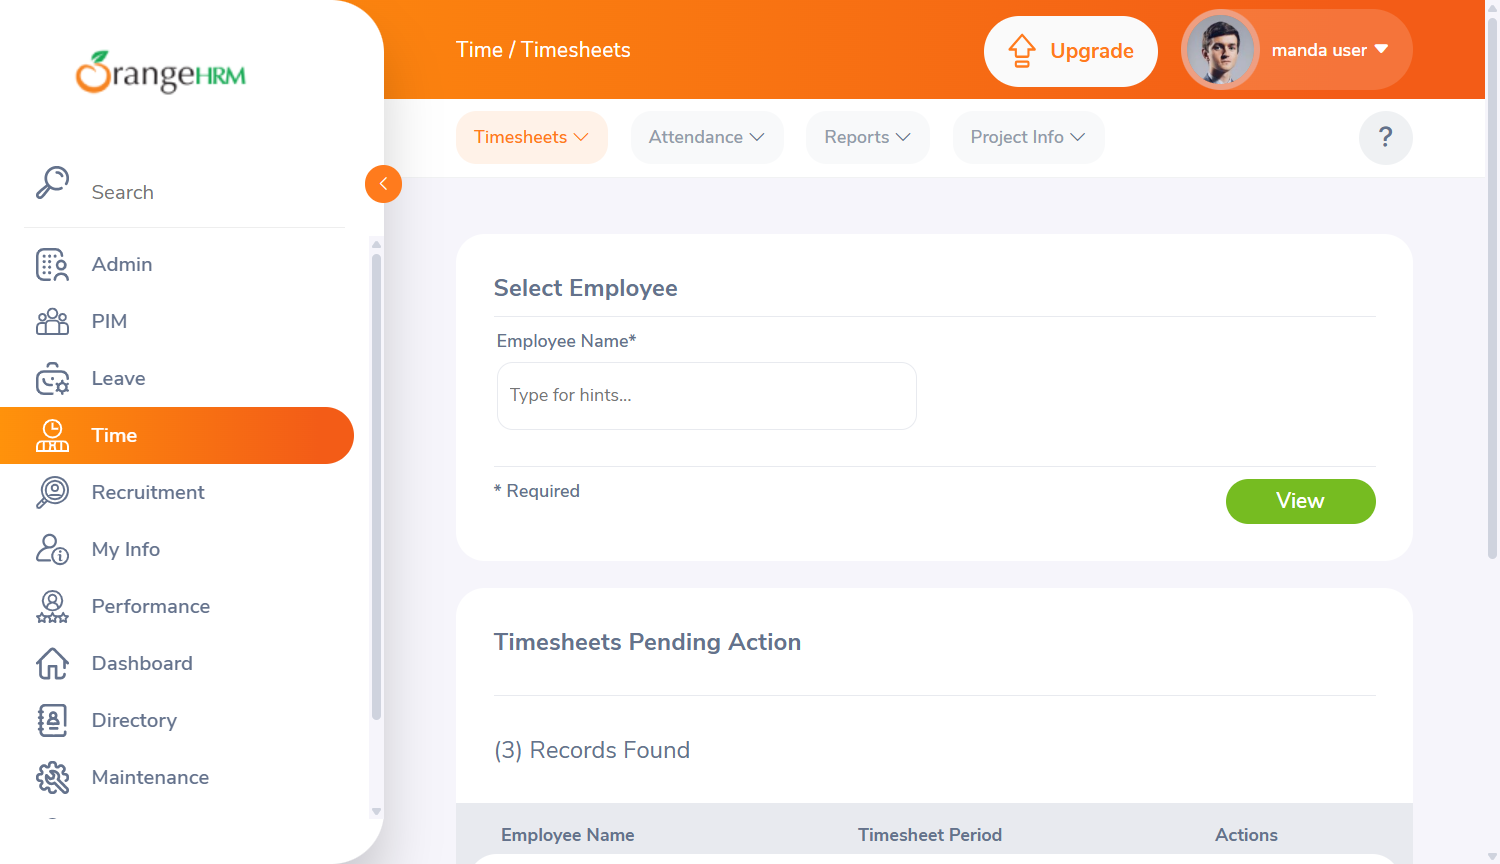 OrangeHRM
Time / Timesheets
Upgrade
manda user
Timesheets
Attendance
Reports
Project Info
?
Search
Admin
PIM
Leave
Time
Recruitment
My Info
Performance
Dashboard
Directory
Maintenance
Select Employee
Employee Name*
Type for hints...
* Required
View
Timesheets Pending Action
(3) Records Found
Employee Name
Timesheet Period
Actions